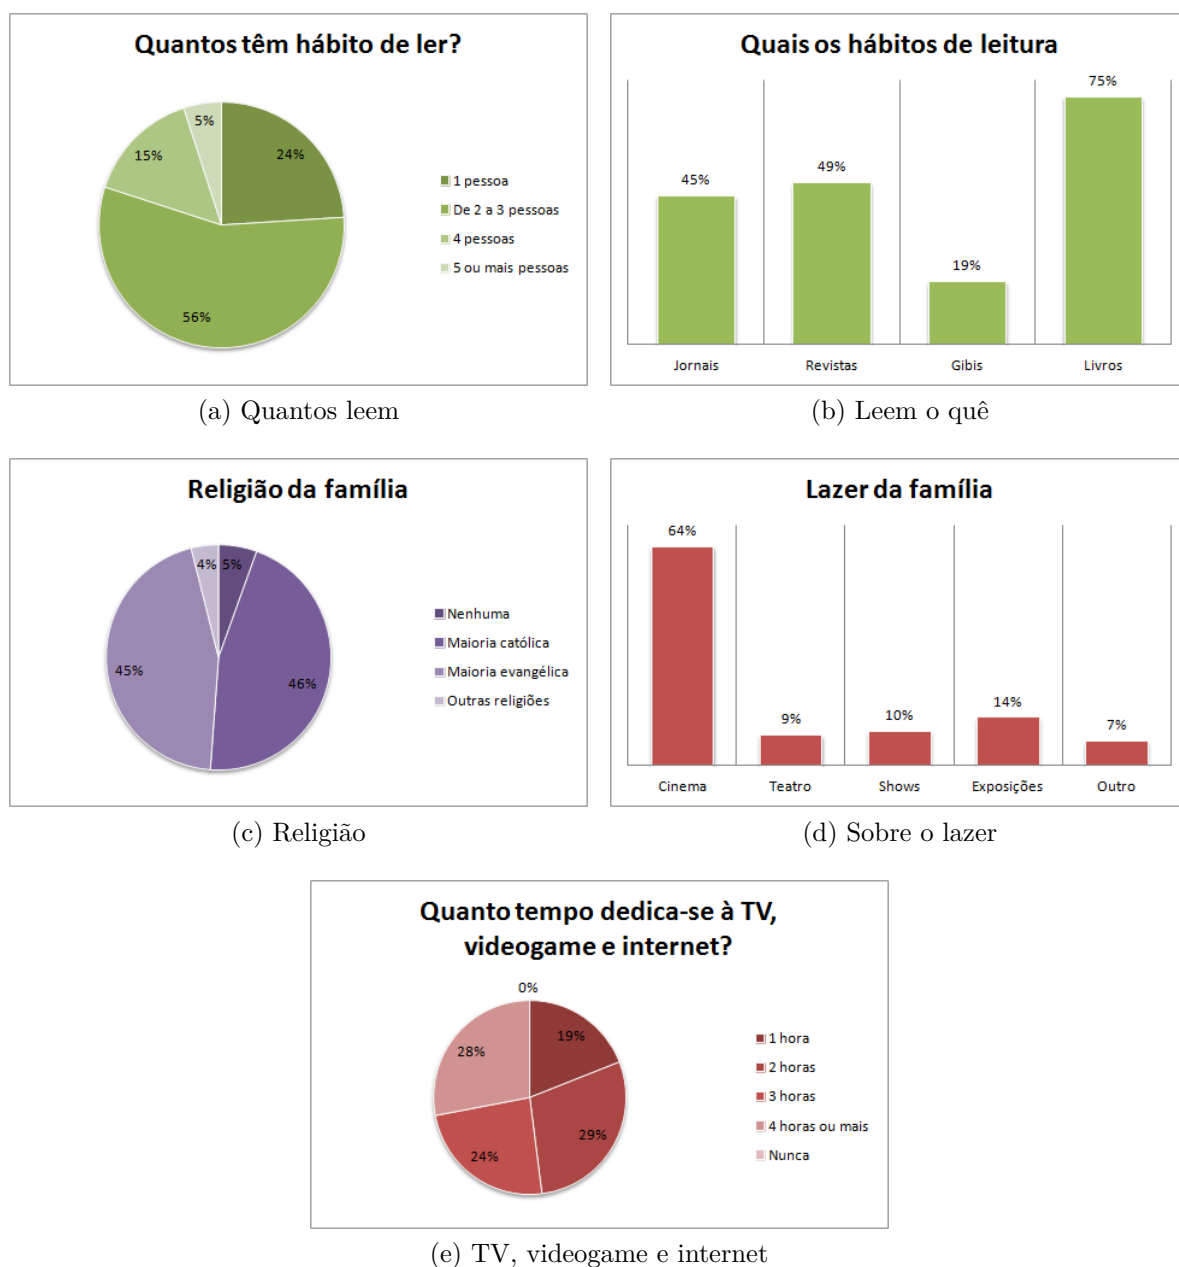 Quantos têm hábito de ler?
5%
24%
15%
56%
1 pessoa
De 2 a 3 pessoas
4 pessoas
5 ou mais pessoas
(a) Quantos leem
Quais os hábitos de leitura
75%
49%
45%
19%
Jornais Revistas Gibis Livros
(b) Leem o quê
Religião da família
4% 5%
45%
46%
Nenhuma
Maioria católica
Maioria evangélica
Outras religiões
(c) Religião
Lazer da família
64%
9% 10% 14% 7%
Cinema Teatro Shows Exposições Outro
(d) Sobre o lazer
Quanto tempo dedica-se à TV,
videogame e internet?
0%
19%
28%
29%
24%
1 hora
2 horas
3 horas
4 horas ou mais
Nunca
(e) TV, videogame e internet